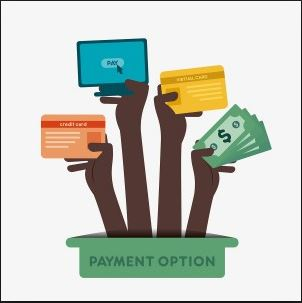 PAY
VIRTUAL CARD
credit card
$
PAYMENT OPTION